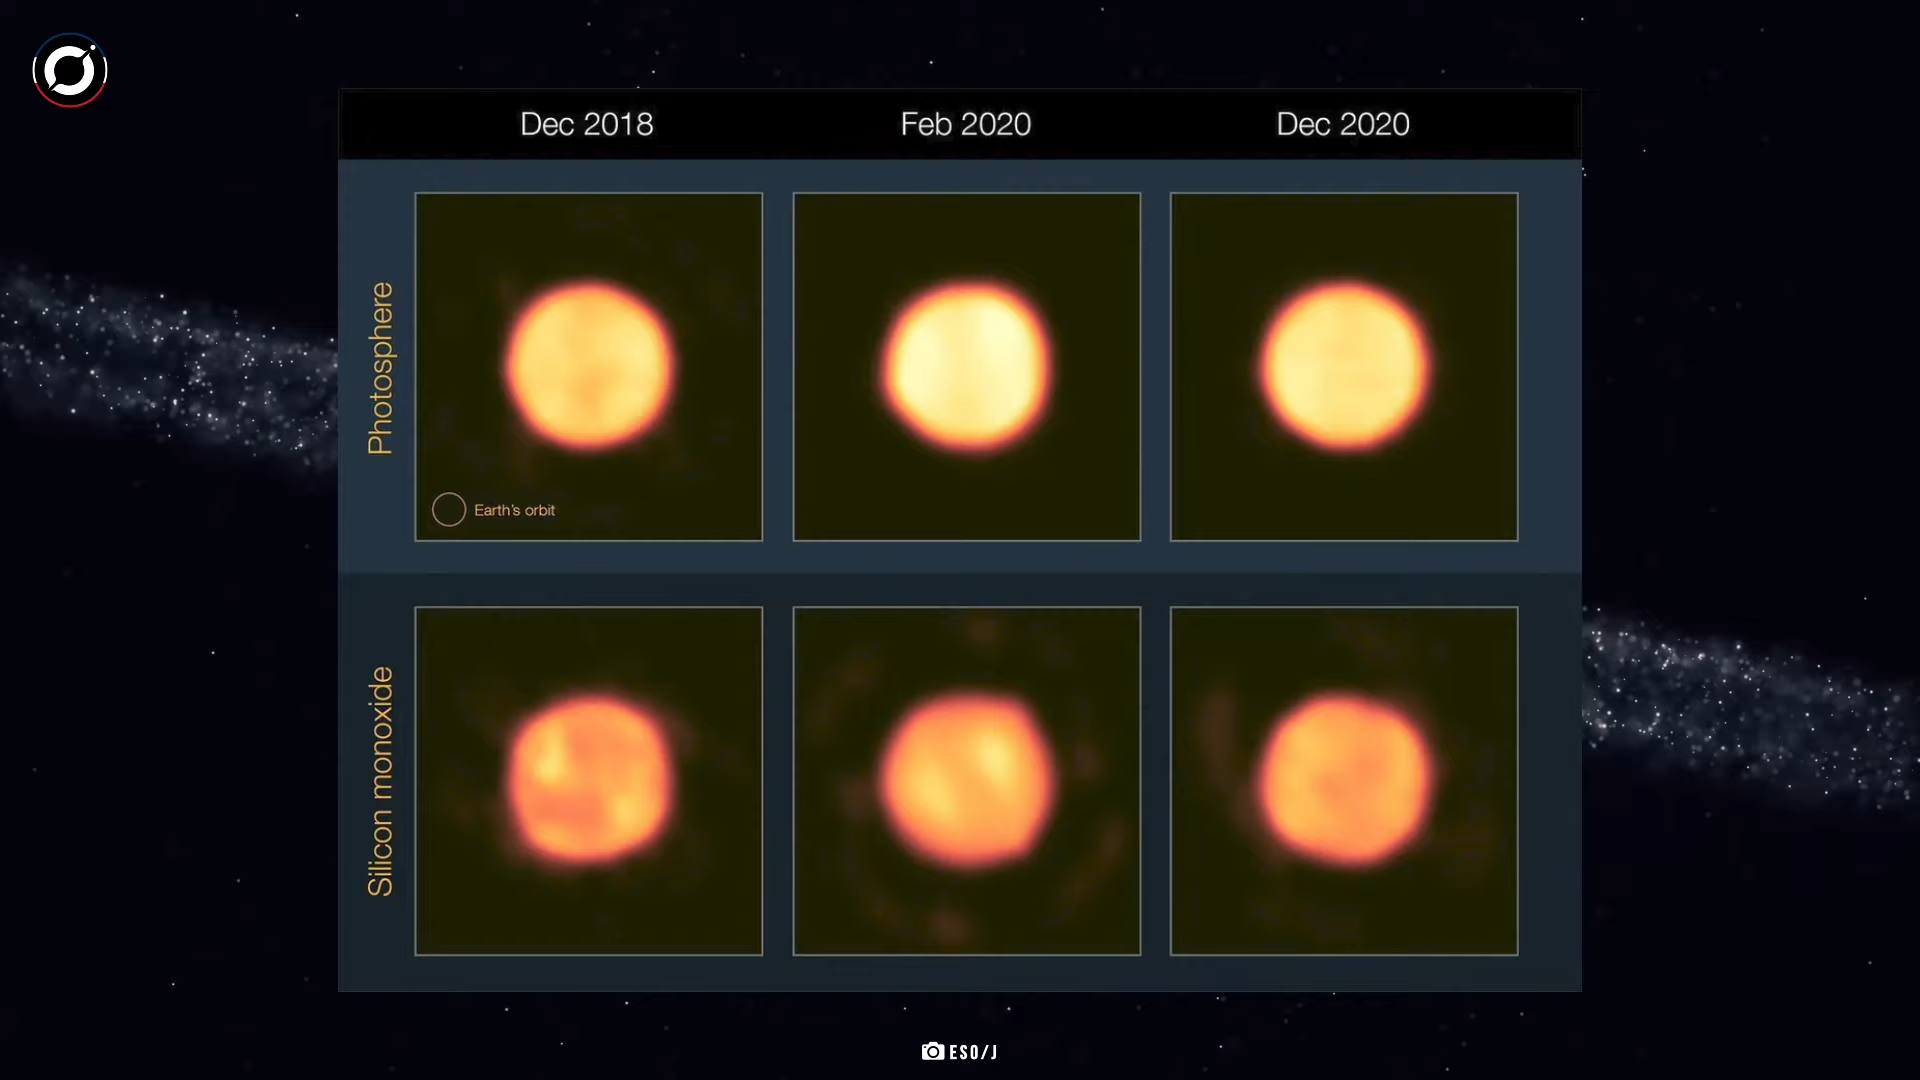 Dec 2018 Feb 2020 Dec 2020
Photosphere
Earth's orbit
Silicon monoxide
ESO/J